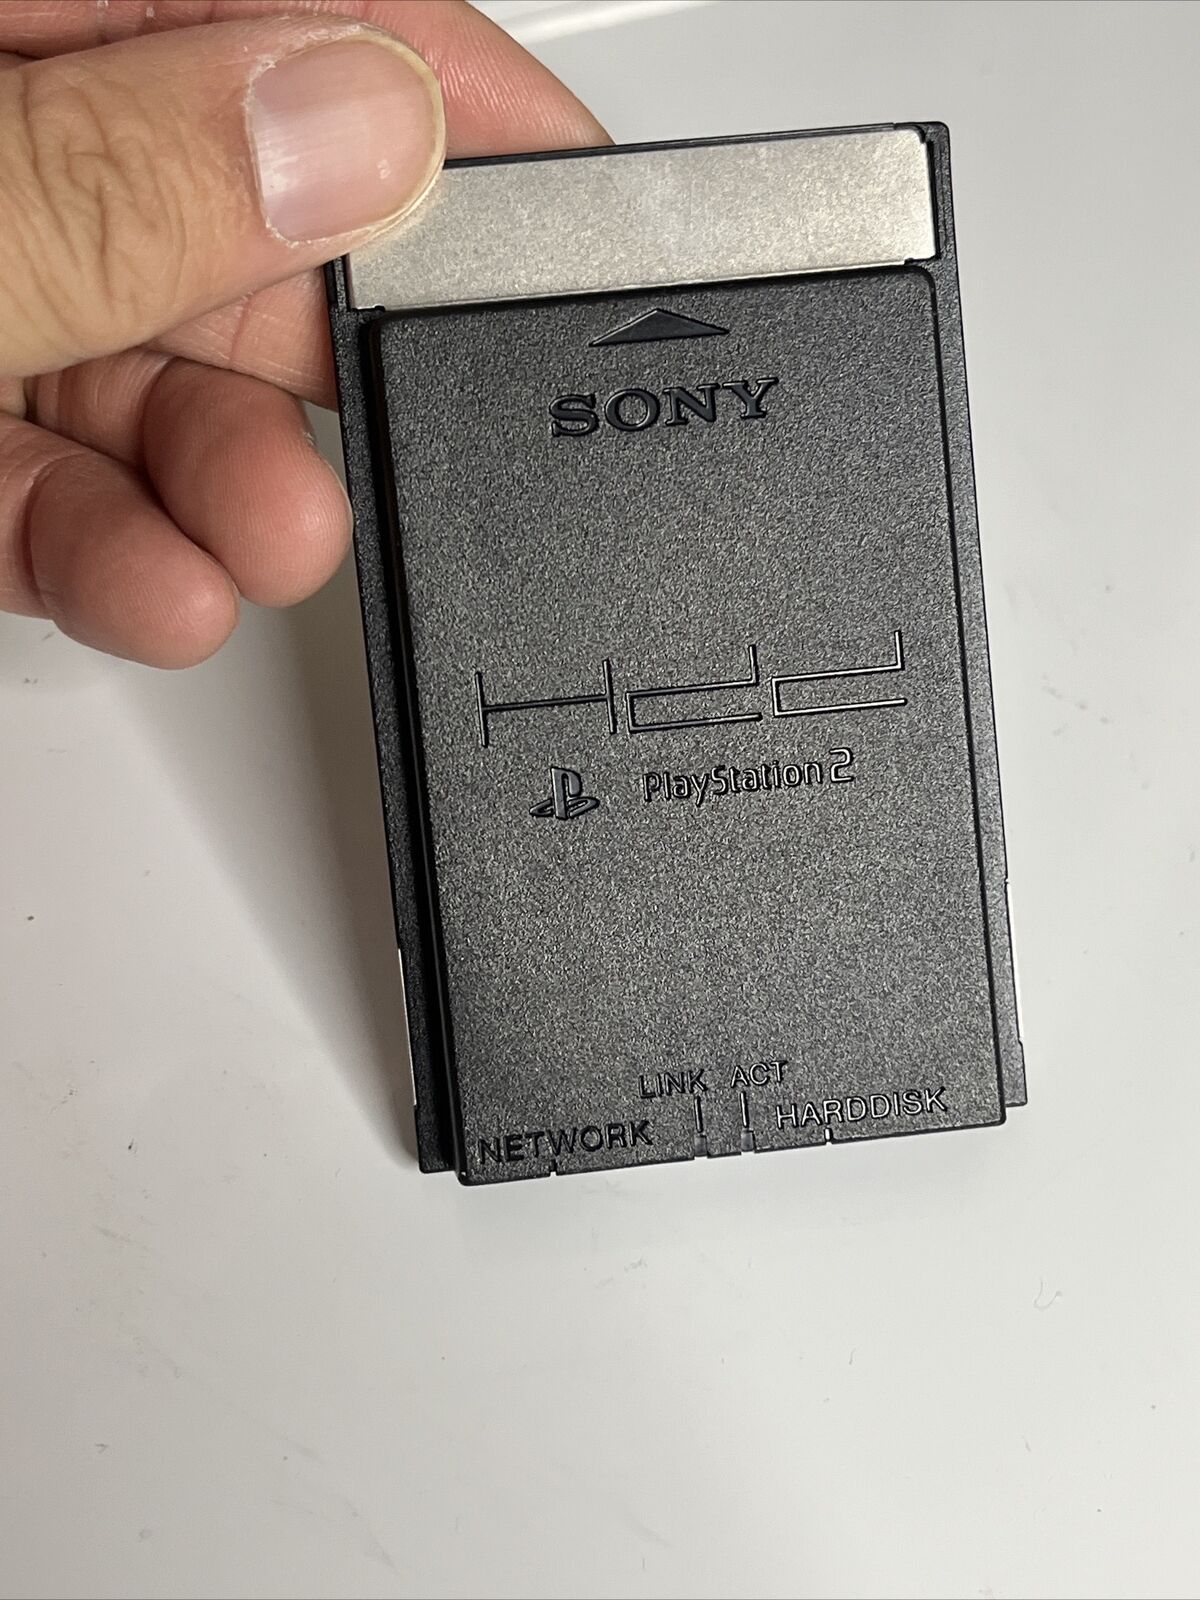 SONY
Hdd
PlayStation 2
LINK ACT
NETWORK HARDDISK